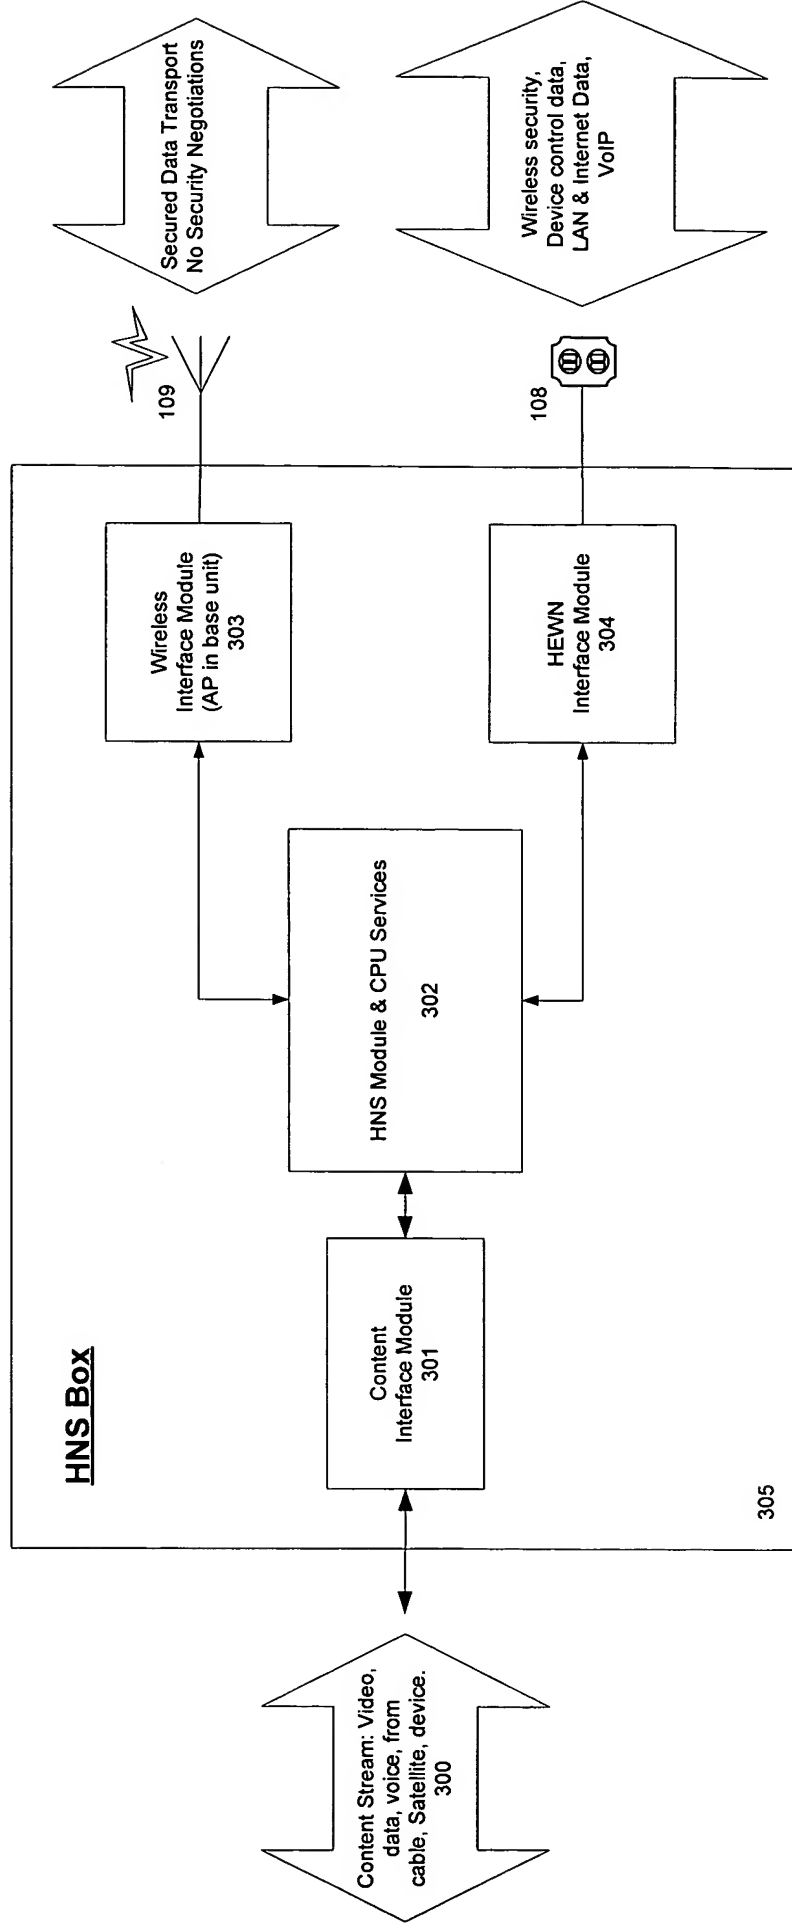 HNS Box
Content Stream: Video,
data, voice, from
cable, Satellite, device.
300
Content
Interface Module
301
HNS Module & CPU Services
302
Wireless
Interface Module
(AP in base unit)
303
HEWN
Interface Module
304
109
108
Secured Data Transport
No Security Negotiations
Wireless security,
Device control data,
LAN & Internet Data,
VoIP
305